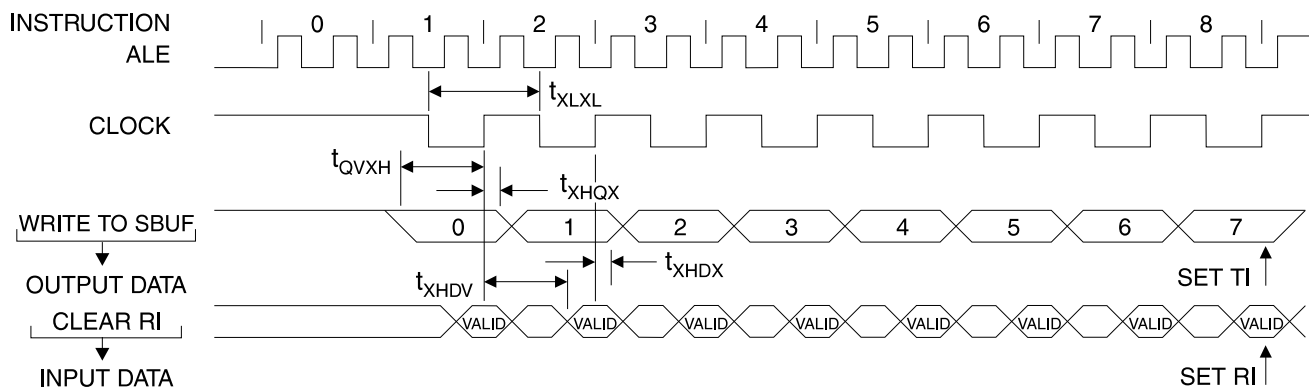 INSTRUCTION 0 1 2 3 4 5 6 7 8
ALE
tXLXL
CLOCK
tQVXH
tXHQX
WRITE TO SBUF 0 1 2 3 4 5 6 7
tXHDX
OUTPUT DATA
tXHDV
SET TI
CLEAR RI VALID VALID VALID VALID VALID VALID VALID VALID
INPUT DATA
SET RI